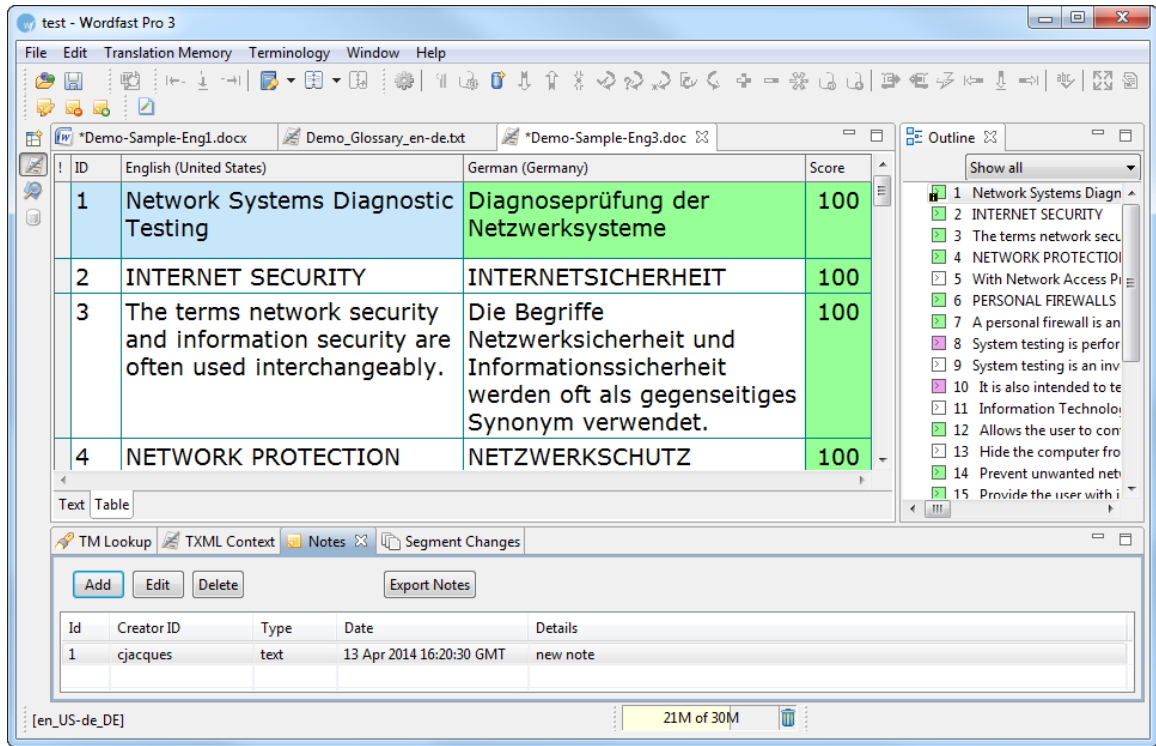 test - Wordfast Pro 3
File Edit Translation Memory Terminology Window Help
*Demo-Sample-Eng1.docx Demo_Glossary_en-de.txt *Demo-Sample-Eng3.doc
! ID English (United States) German (Germany) Score
1 Network Systems Diagnostic Diagnoseprüfung der 100
Testing Netzwerksysteme
2 INTERNET SECURITY INTERNETSICHERHEIT 100
3 The terms network security Die Begriffe 100
and information security are Netzwerksicherheit und
often used interchangeably. Informationssicherheit
werden oft als gegenseitiges
Synonym verwendet.
4 NETWORK PROTECTION NETZWERKSCHUTZ 100
Text Table
Outline
Show all
1 Network Systems Diagn
2 INTERNET SECURITY
3 The terms network secu
4 NETWORK PROTECTIO
5 With Network Access P
6 PERSONAL FIREWALLS
7 A personal firewall is an
8 System testing is perfor
9 System testing is an inv
10 It is also intended to te
11 Information Technolo
12 Allows the user to con
13 Hide the computer fro
14 Prevent unwanted net
15 Provide the user with i
TM Lookup TXML Context Notes Segment Changes
Add Edit Delete Export Notes
Id Creator ID Type Date Details
1 cjacques text 13 Apr 2014 16:20:30 GMT new note
[en_US-de_DE] 21M of 30M